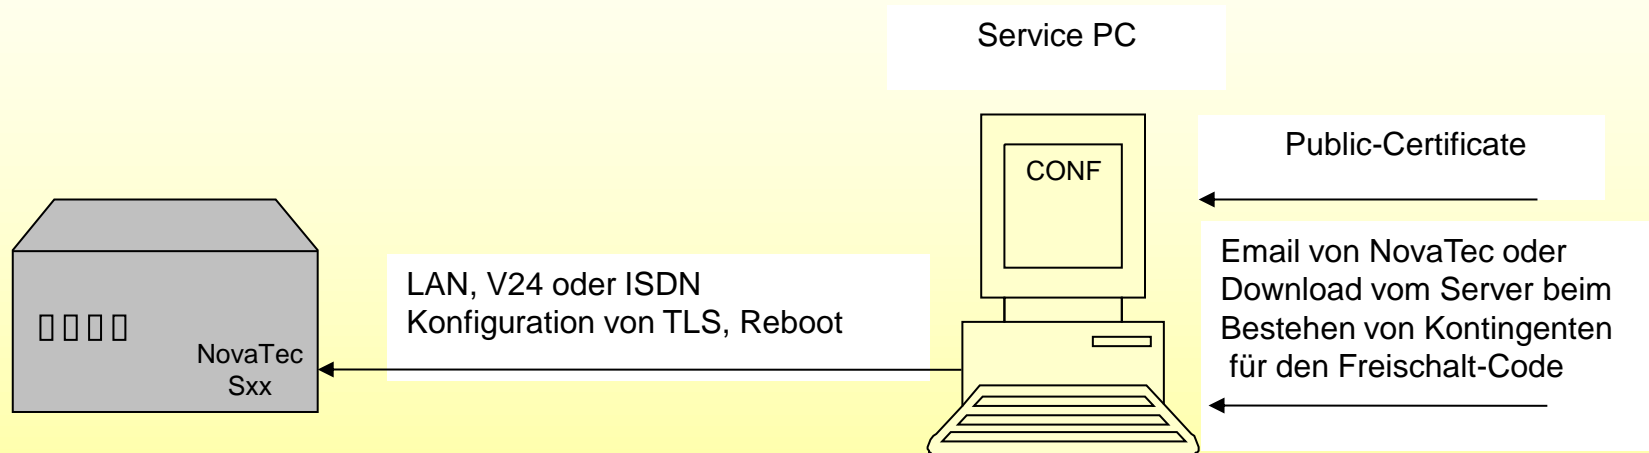 Service PC
Public-Certificate
CONF
Email von NovaTec oder
Download vom Server beim
Bestehen von Kontingenten
für den Freischalt-Code
LAN, V24 oder ISDN
Konfiguration von TLS, Reboot
NovaTec
Sxx